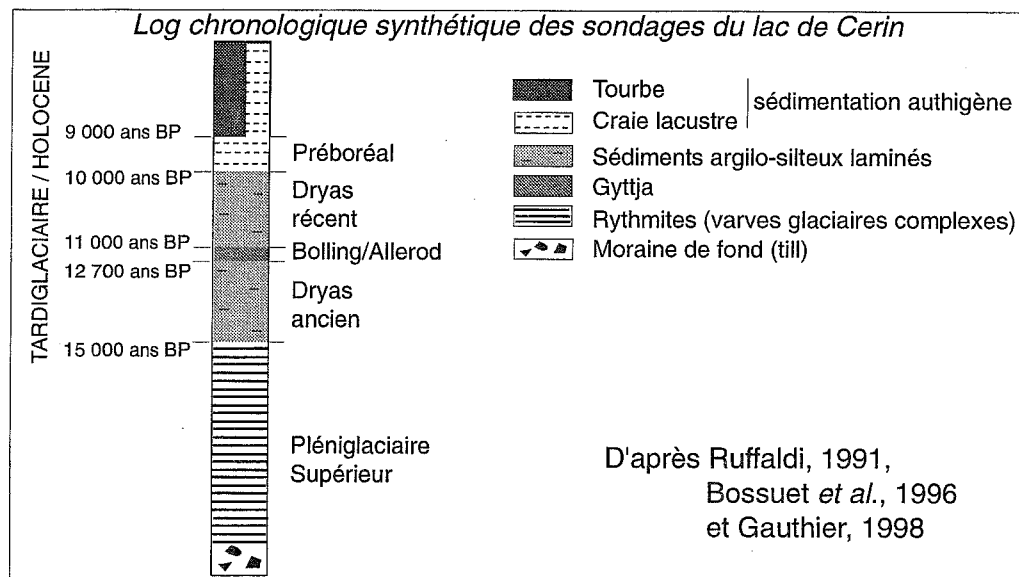 Log chronologique synthétique des sondages du lac de Cerin
TARDIGLACIAIRE / HOLOCENE
9 000 ans BP
10 000 ans BP
11 000 ans BP
12 700 ans BP
15 000 ans BP
Préboréal
Dryas
récent
Bolling/Allerod
Dryas
ancien
Pléniglaciaire
Supérieur
Tourbe
Craie lacustre
sédimentation authigène
Sédiments argilo-silteux laminés
Gyttja
Rythmites (varves glaciaires complexes)
Moraine de fond (till)
D'après Ruffaldi, 1991,
Bossuet et al., 1996
et Gauthier, 1998